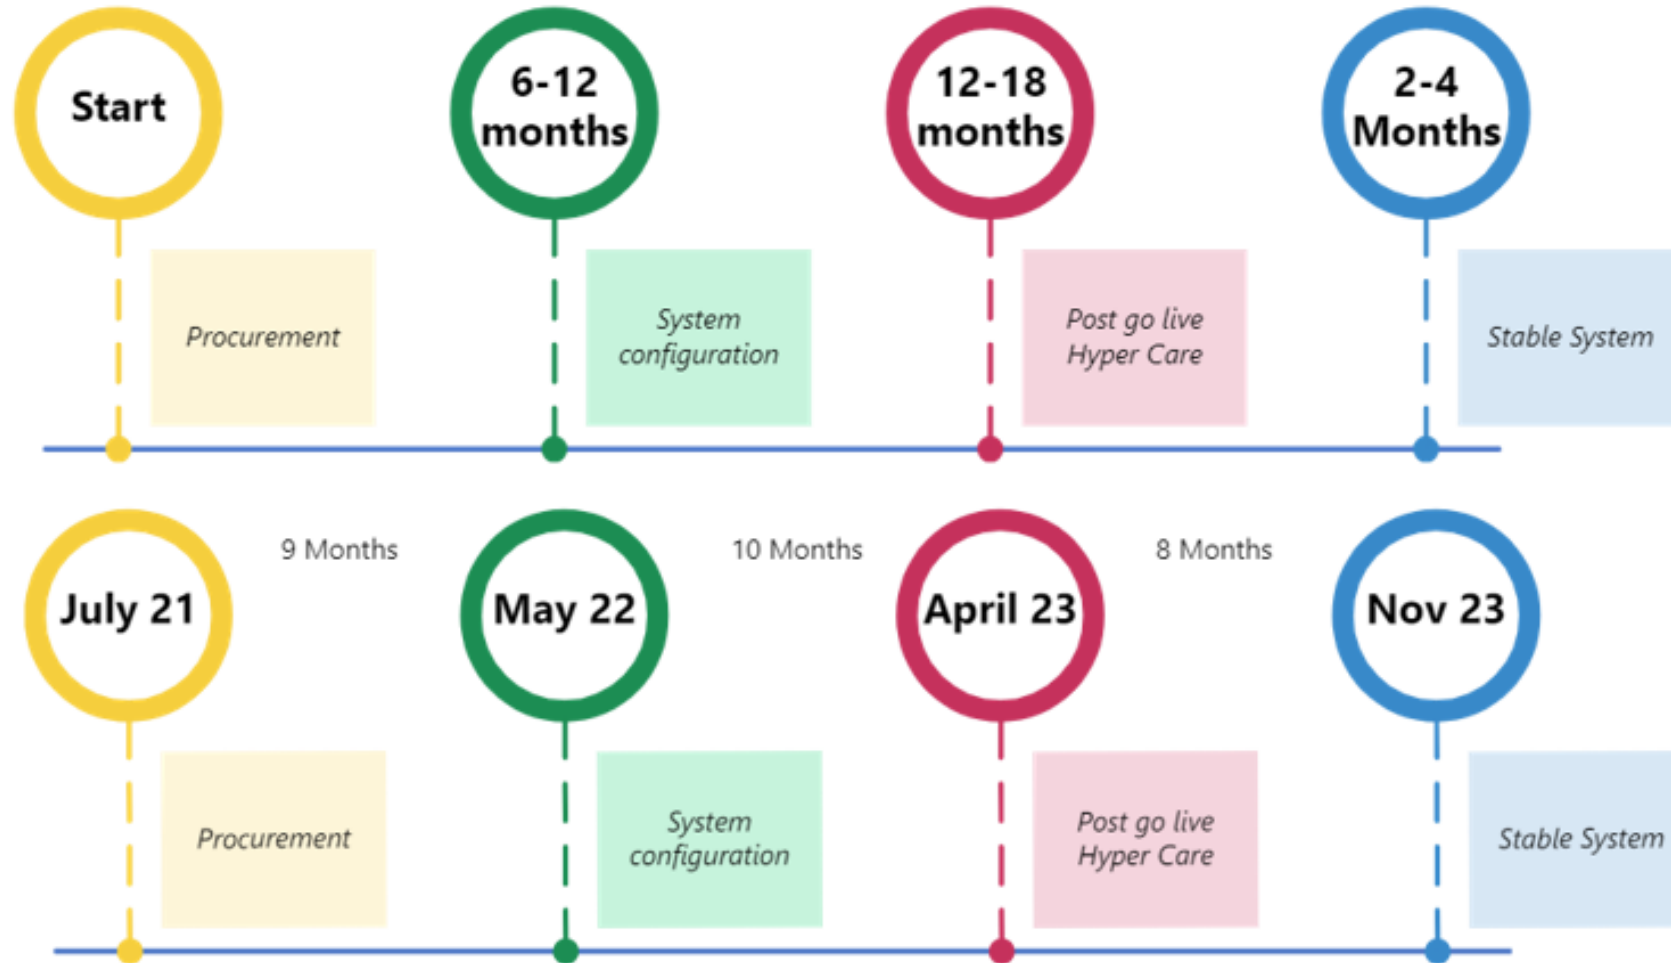 Start
6-12
months
12-18
months
2-4
Months
Procurement
System
configuration
Post go live
Hyper Care
Stable System
9 Months
10 Months
8 Months
July 21
May 22
April 23
Nov 23
Procurement
System
configuration
Post go live
Hyper Care
Stable System